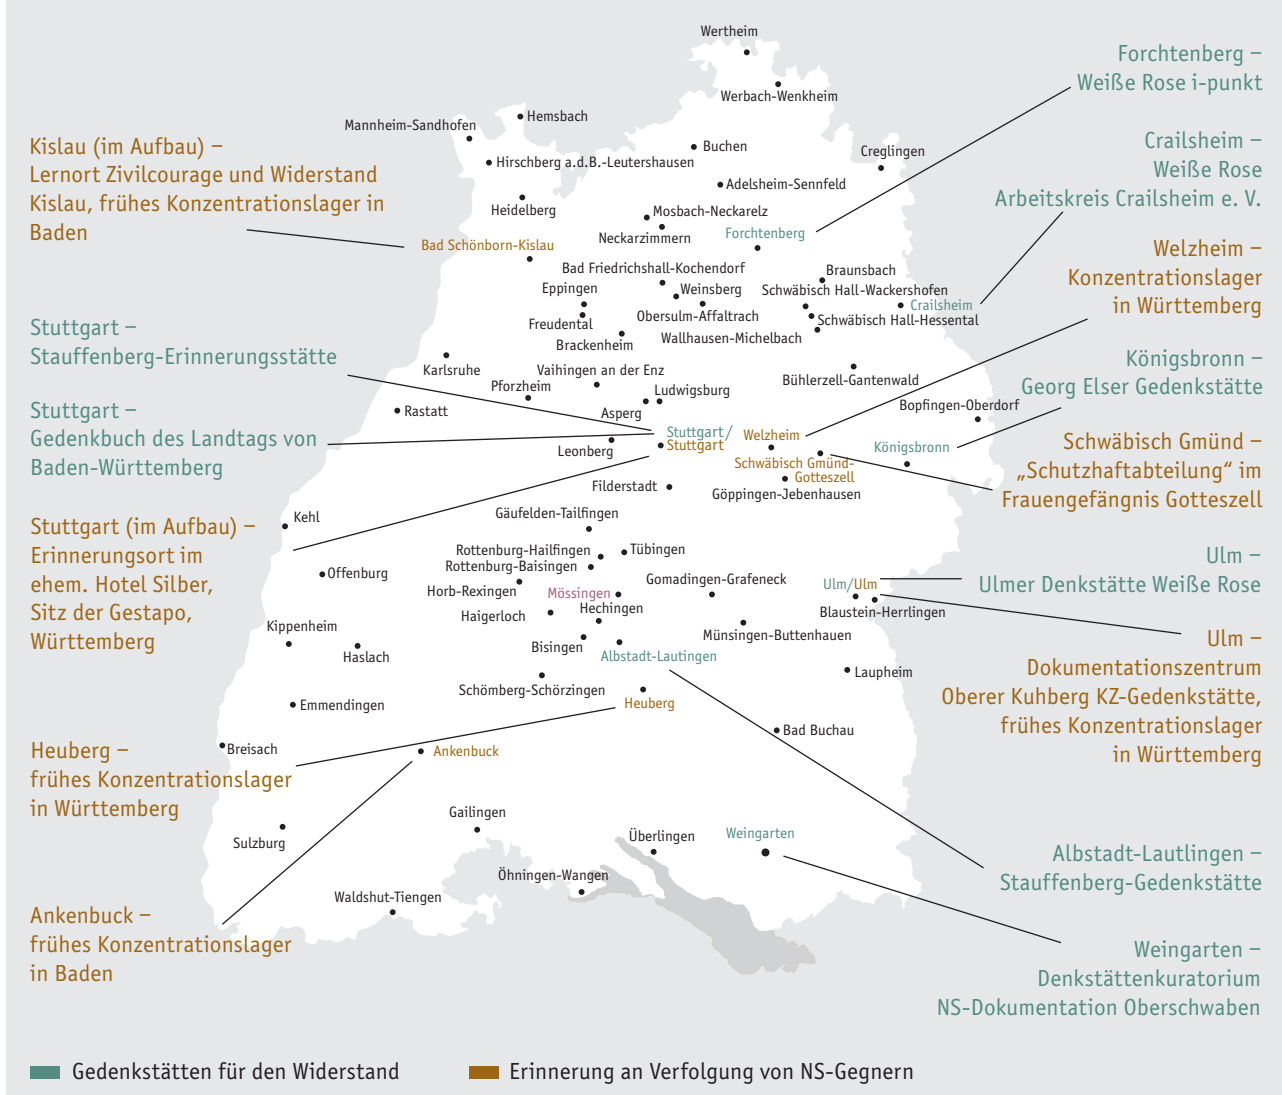 Kislau (im Aufbau) –
Lernort Zivilcourage und Widerstand
Kislau, frühes Konzentrationslager in
Baden
Stuttgart –
Stauffenberg-Erinnerungsstätte
Stuttgart –
Gedenkbuch des Landtags von
Baden-Württemberg
Stuttgart (im Aufbau) –
Erinnerungsort im
ehem. Hotel Silber,
Sitz der Gestapo,
Württemberg
Heuberg –
frühes Konzentrationslager
in Württemberg
Ankenbuck –
frühes Konzentrationslager
in Baden
Wertheim
Werbach-Wenkheim
Hemsbach
Mannheim-Sandhofen
Buchen
Hirschberg a.d.B.-Leutershausen
Creglingen
Adelsheim-Sennfeld
Heidelberg
Mosbach-Neckarelz
Neckarzimmern
Forchtenberg
Bad Schönborn-Kislau
Bad Friedrichshall-Kochendorf
Braunsbach
Eppingen
Weinsberg
Schwäbisch Hall-Wackershofen
Crailsheim
Obersulm-Affaltrach
Schwäbisch Hall-Hessental
Freudental
Brackenheim
Wallhausen-Michelbach
Karlsruhe
Vaihingen an der Enz
Bühlerzell-Gantenwald
Pforzheim
Ludwigsburg
Rastatt
Asperg
Bopfingen-Oberdorf
Stuttgart/
Stuttgart
Welzheim
Leonberg
Königsbronn
Schwäbisch Gmünd-
Gotteszell
Filderstadt
Göppingen-Jebenhausen
Kehl
Gäufelden-Tailfingen
Rottenburg-Hailfingen
Tübingen
Rottenburg-Baisingen
Offenburg
Horb-Rexingen
Mössingen
Gomadingen-Grafeneck
Ulm/Ulm
Blaustein-Herrlingen
Haigerloch
Hechingen
Kippenheim
Münsingen-Buttenhauen
Bisingen
Haslach
Albstadt-Lautingen
Laupheim
Schömberg-Schörzingen
Heuberg
Emmendingen
Bad Buchau
Breisach
Ankenbuck
Gailingen
Sulzburg
Überlingen
Weingarten
Öhningen-Wangen
Waldshut-Tiengen
Forchtenberg –
Weiße Rose i-punkt
Crailsheim –
Weiße Rose
Arbeitskreis Crailsheim e. V.
Welzheim –
Konzentrationslager
in Württemberg
Königsbronn –
Georg Elser Gedenkstätte
Schwäbisch Gmünd –
„Schutzhaftabteilung“ im
Frauengefängnis Gotteszell
Ulm –
Ulmer Denkstätte Weiße Rose
Ulm –
Dokumentationszentrum
Oberer Kuhberg KZ-Gedenkstätte,
frühes Konzentrationslager
in Württemberg
Albstadt-Lautlingen –
Stauffenberg-Gedenkstätte
Weingarten –
Denkstättenkuratorium
NS-Dokumentation Oberschwaben
Gedenkstätten für den Widerstand
Erinnerung an Verfolgung von NS-Gegnern